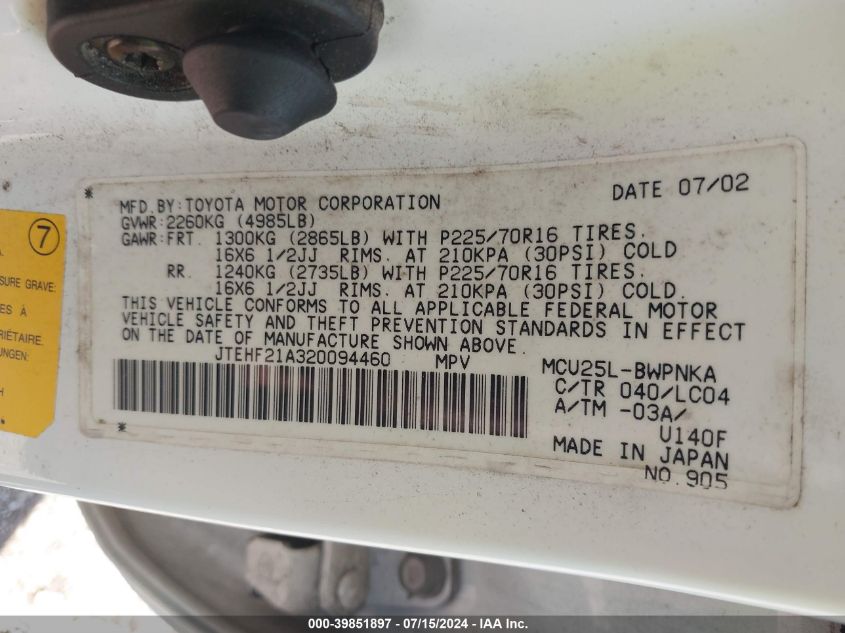 MFD.BY:TOYOTA MOTOR CORPORATION DATE 07/02
GVWR:2260KG (4985LB)
GAWR:FRT. 1300KG (2865LB) WITH P225/70R16 TIRES.
16X6 1/2JJ RIMS. AT 210KPA (30PSI) COLD
RR. 1240KG (2735LB) WITH P225/70R16 TIRES.
16X6 1/2JJ RIMS. AT 210KPA (30PSI) COLD.
THIS VEHICLE CONFORMS TO ALL APPLICABLE FEDERAL MOTOR
VEHICLE SAFETY AND THEFT PREVENTION STANDARDS IN EFFECT
ON THE DATE OF MANUFACTURE SHOWN ABOVE.
JTEHF21A320094460 MPV MCU25L-BWPNKA
C/TR 040/LC04
A/TM -03A/
U140F
MADE IN JAPAN
NO.905
7
GRAVE:
À
000-39851897 - 07/15/2024 - IAA Inc.